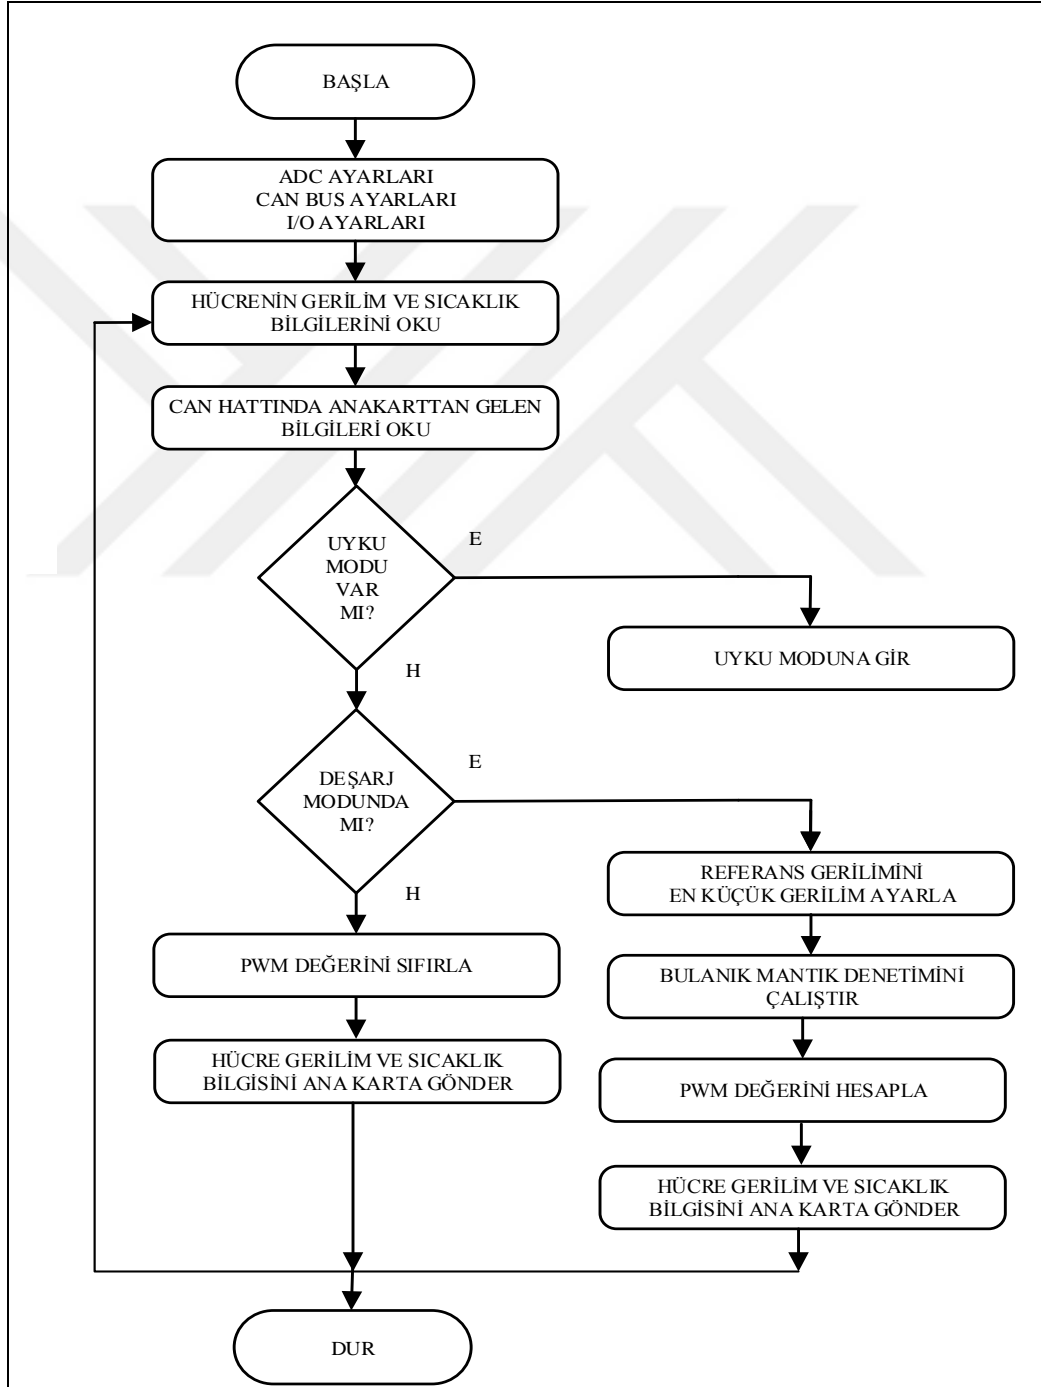 BAŞLA
ADC AYARLARI
CAN BUS AYARLARI
I/O AYARLARI
HÜCRENİN GERİLİM VE SICAKLIK
BİLGİLERİNİ OKU
CAN HATTINDA ANAKARTTAN GELEN
BİLGİLERİ OKU
UYKU
MODU
VAR
MI?
E
UYKU MODUNA GİR
H
DEŞARJ
MODUNDA
MI?
E
REFERANS GERİLİMİNİ
EN KÜÇÜK GERİLİM AYARLA
BULANIK MANTIK DENETİMİNİ
ÇALIŞTIR
PWM DEĞERİNİ HESAPLA
HÜCRE GERİLİM VE SICAKLIK
BİLGİSİNİ ANA KARTA GÖNDER
H
PWM DEĞERİNİ SIFIRLA
HÜCRE GERİLİM VE SICAKLIK
BİLGİSİNİ ANA KARTA GÖNDER
DUR